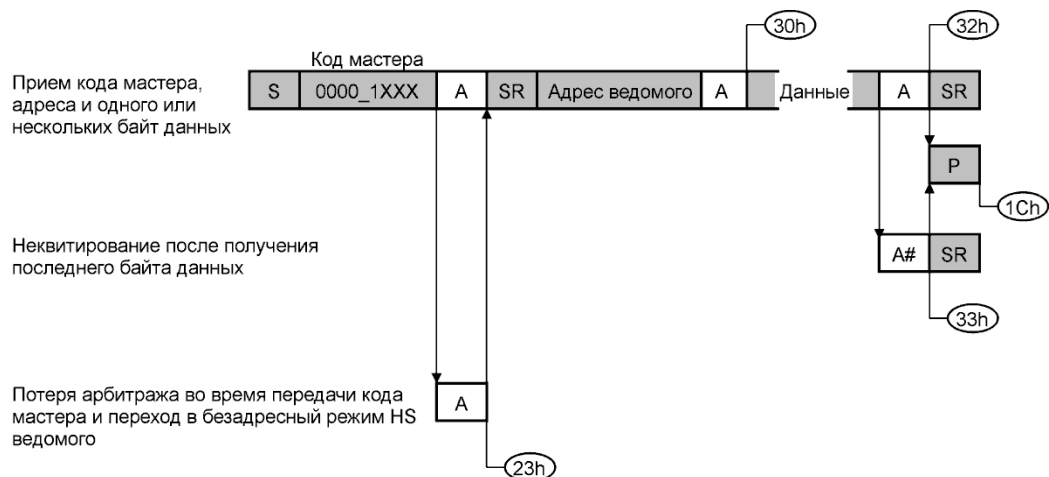 30h
32h
Код мастера
Прием кода мастера,
адреса и одного или
нескольких байт данных
S 0000_1XXX A SR Адрес ведомого A Данные A SR
P
1Ch
Неквитирование после получения
последнего байта данных
A# SR
33h
Потеря арбитража во время передачи кода
мастера и переход в безадресный режим HS
ведомого
A
23h